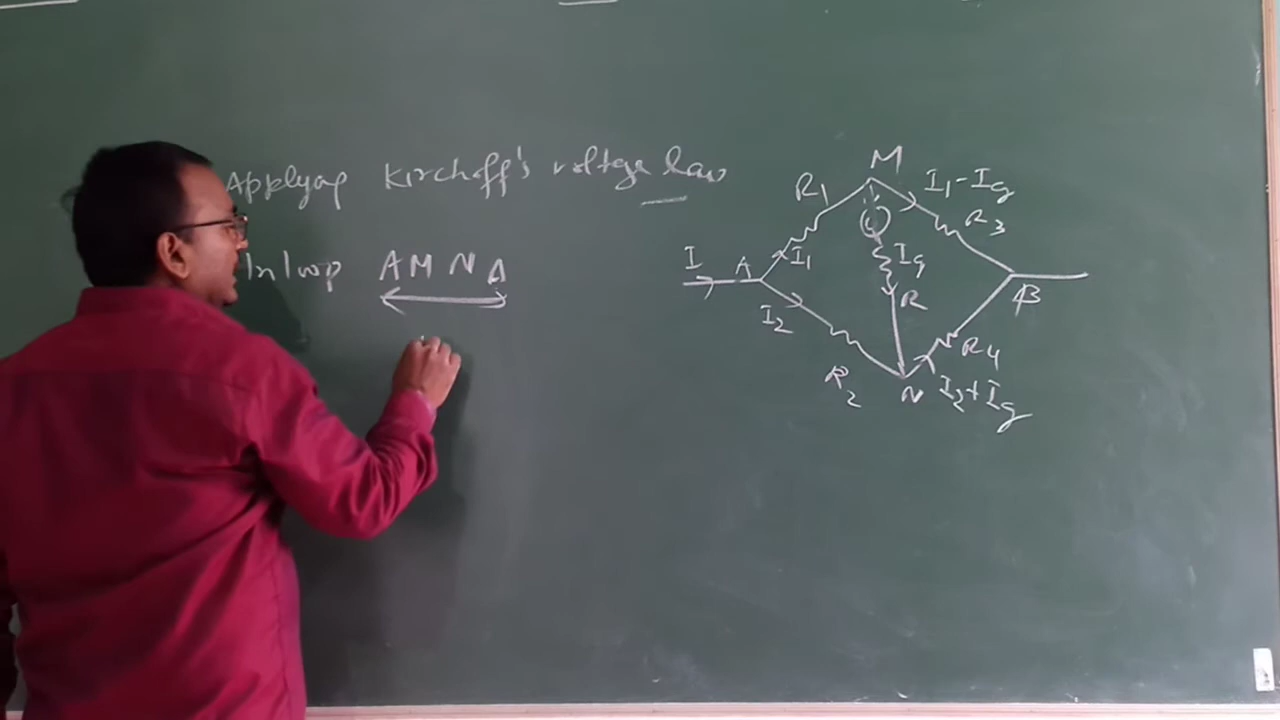 Applying Kirchoff's voltage law
In loop AMNA
M
R1
I1-Ig
R3
I
A
I1
Ig
R
B
I2
R4
R2
N
I2+Ig
G